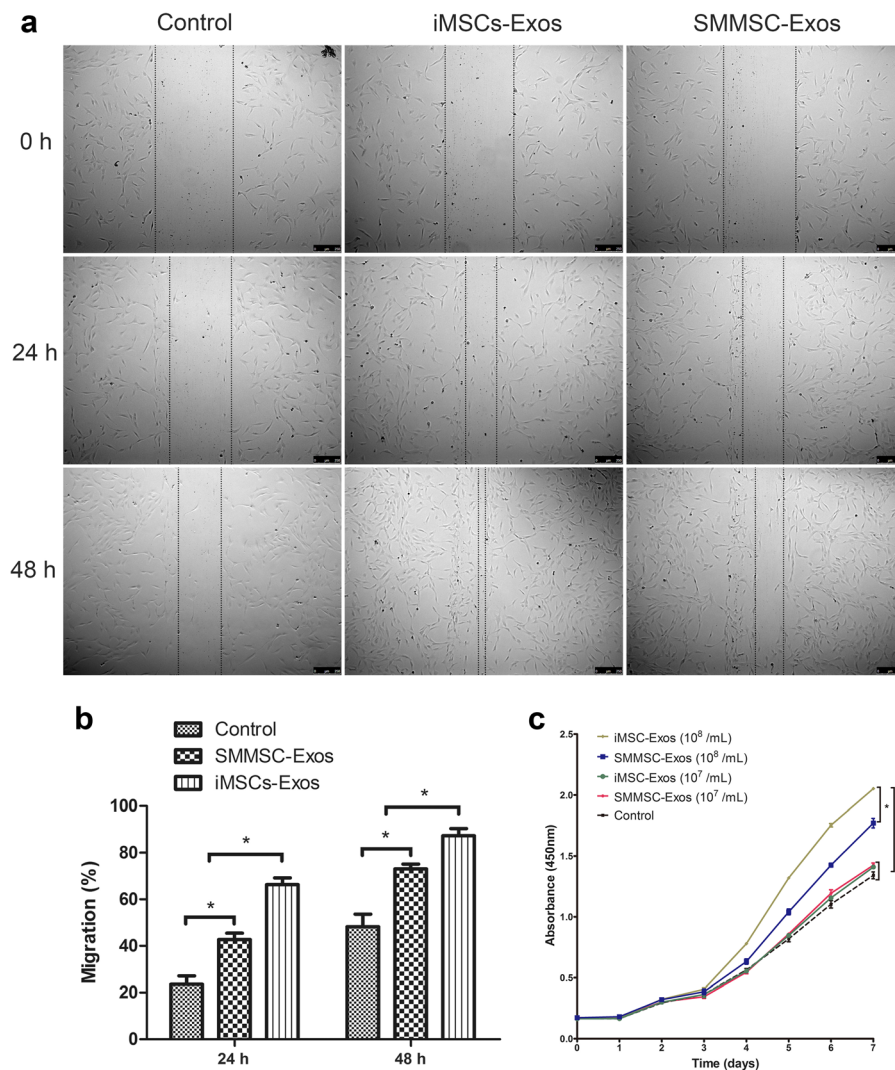 a
Control iMSCs-Exos SMMSC-Exos
0 h
24 h
48 h
b
Control
SMMSC-Exos
iMSCs-Exos
Migration (%)
100
80
60
40
20
0
* * * *
24 h 48 h
c
iMSC-Exos (10⁸ /mL)
SMMSC-Exos (10⁸ /mL)
iMSC-Exos (10⁷ /mL)
SMMSC-Exos (10⁷ /mL)
Control
Absorbance (450nm)
2.5
2.0
1.5
1.0
0.5
0.0
*
0 1 2 3 4 5 6 7
Time (days)